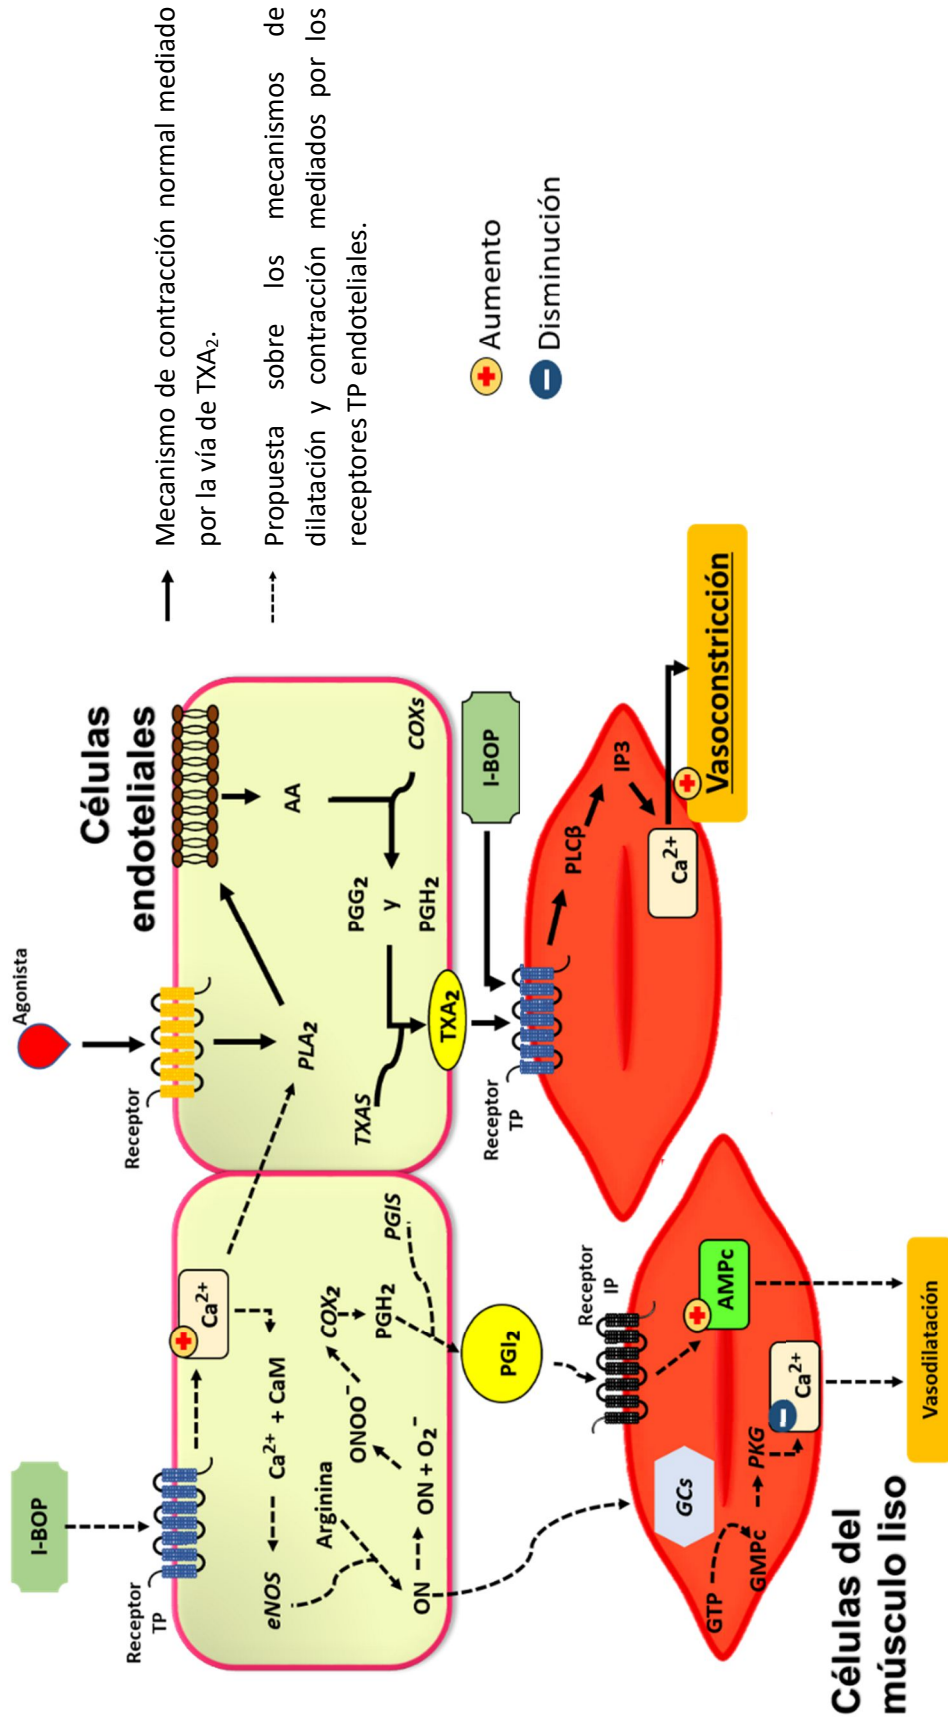 I-BOP
Receptor
TP
Ca²⁺
Ca²⁺ + CaM
eNOS
Arginina
ON
ON + O₂⁻
ONOO⁻
COX₂
PGH₂
PGIS
PGI₂
Agonista
Receptor
Células
endoteliales
PLA₂
AA
COXs
PGG₂
y
PGH₂
TXAS
TXA₂
I-BOP
Receptor
TP
PLCβ
IP3
Ca²⁺
Vasoconstricción
Receptor
IP
GCs
GTP
GMPc
PKG
Ca²⁺
AMPc
Vasodilatación
Células del
músculo liso
Mecanismo de contracción normal mediado
por la vía de TXA₂.
Propuesta sobre los mecanismos de
dilatación y contracción mediados por los
receptores TP endoteliales.
Aumento
Disminución